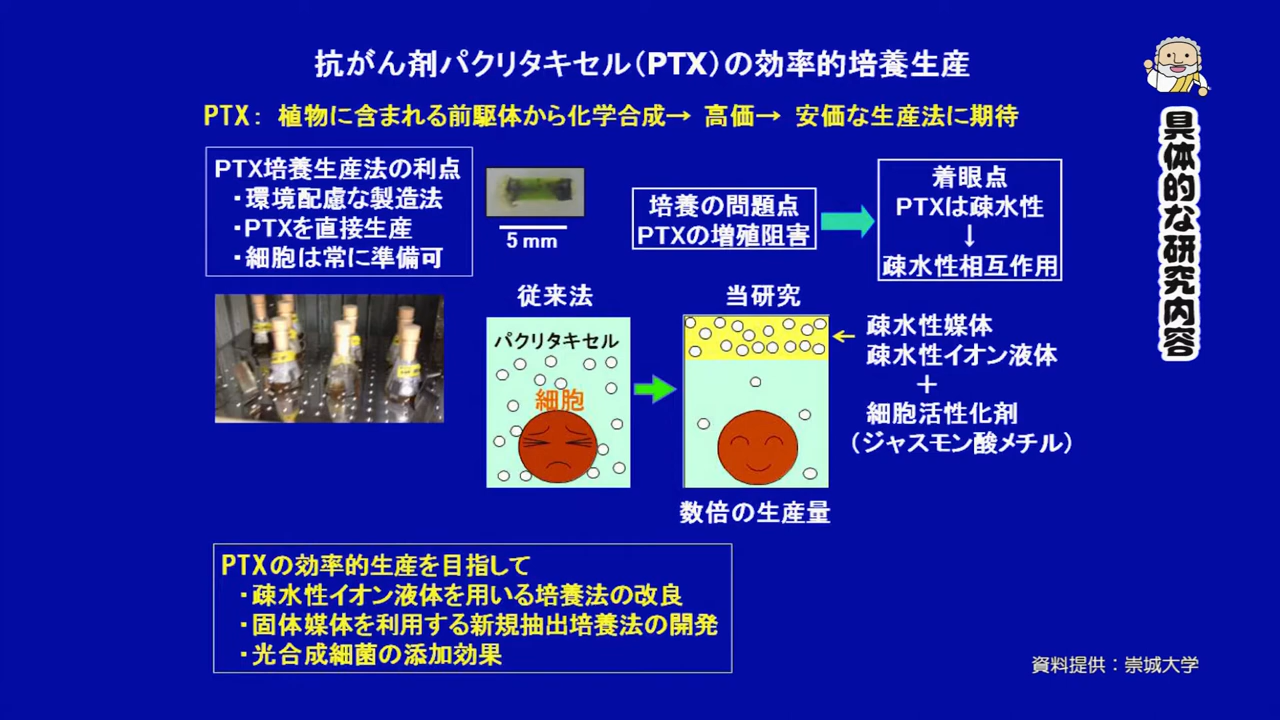 抗がん剤パクリタキセル（PTX）の効率的培養生産
PTX： 植物に含まれる前駆体から化学合成→ 高価→ 安価な生産法に期待
具体的な研究内容
PTX培養生産法の利点
・環境配慮な製造法
・PTXを直接生産
・細胞は常に準備可
5 mm
培養の問題点
PTXの増殖阻害
着眼点
PTXは疎水性
↓
疎水性相互作用
従来法
パクリタキセル
細胞
当研究
←疎水性媒体
疎水性イオン液体
＋
細胞活性化剤
（ジャスモン酸メチル）
数倍の生産量
PTXの効率的生産を目指して
・疎水性イオン液体を用いる培養法の改良
・固体媒体を利用する新規抽出培養法の開発
・光合成細菌の添加効果
資料提供：崇城大学